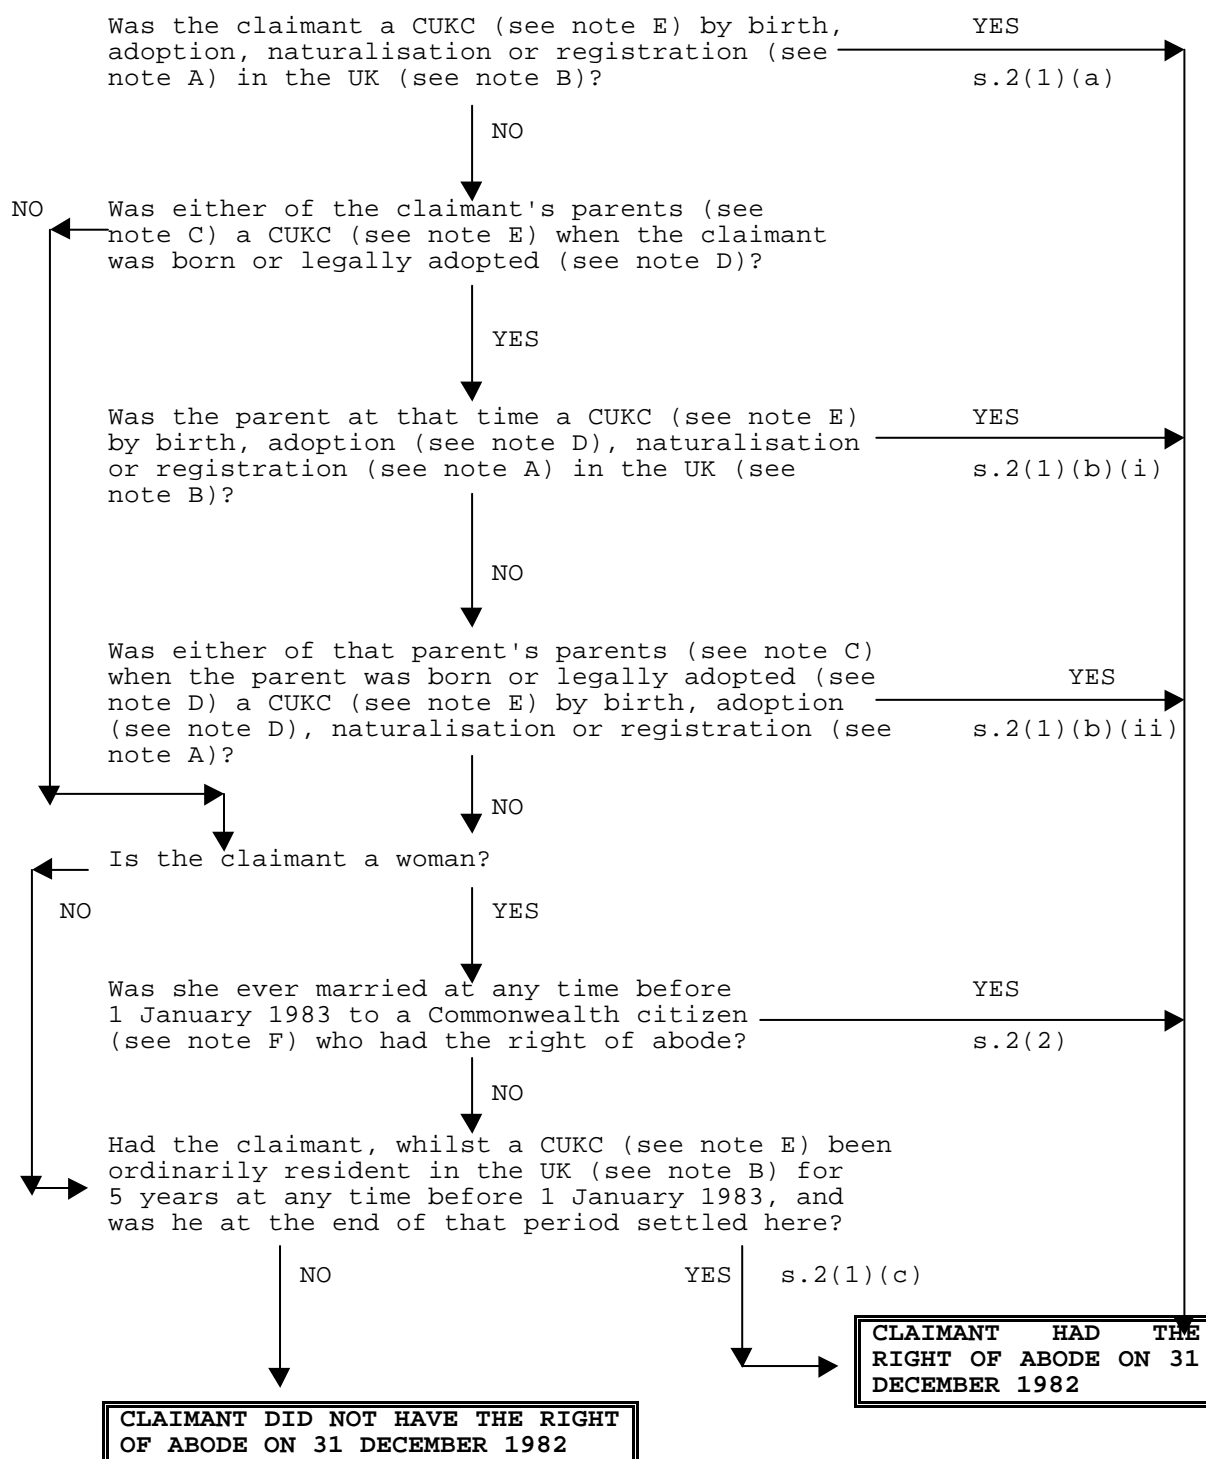 Was the claimant a CUKC (see note E) by birth,
adoption, naturalisation or registration (see
note A) in the UK (see note B)?
YES
s.2(1)(a)
NO
NO
Was either of the claimant's parents (see
note C) a CUKC (see note E) when the claimant
was born or legally adopted (see note D)?
YES
Was the parent at that time a CUKC (see note E)
by birth, adoption (see note D), naturalisation
or registration (see note A) in the UK (see
note B)?
YES
s.2(1)(b)(i)
NO
Was either of that parent's parents (see note C)
when the parent was born or legally adopted (see
note D) a CUKC (see note E) by birth, adoption
(see note D), naturalisation or registration (see
note A)?
YES
s.2(1)(b)(ii)
NO
Is the claimant a woman?
NO
YES
Was she ever married at any time before
1 January 1983 to a Commonwealth citizen
(see note F) who had the right of abode?
YES
s.2(2)
NO
Had the claimant, whilst a CUKC (see note E) been
ordinarily resident in the UK (see note B) for
5 years at any time before 1 January 1983, and
was he at the end of that period settled here?
NO
YES
s.2(1)(c)
CLAIMANT HAD THE
RIGHT OF ABODE ON 31
DECEMBER 1982
CLAIMANT DID NOT HAVE THE RIGHT
OF ABODE ON 31 DECEMBER 1982